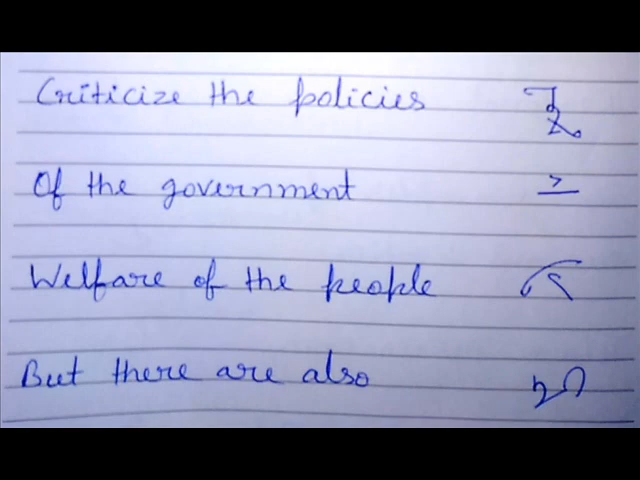 Criticize the policies
Of the government
Welfare of the people
But there are also